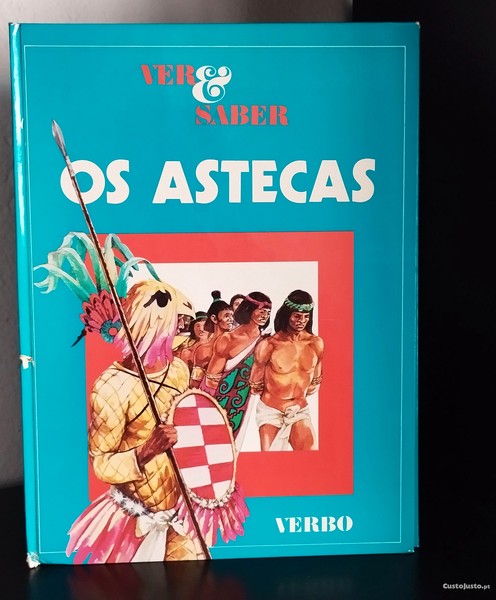 VER &
SABER
OS ASTECAS
VERBO
CustoJusto.pt